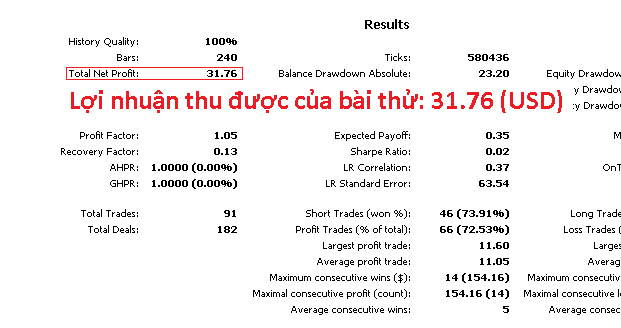 Results
History Quality: 100%
Bars: 240 Ticks: 580436
Total Net Profit: 31.76 Balance Drawdown Absolute: 23.20 Equity Drawdow
Lợi nhuận thu được của bài thử: 31.76 (USD) y Drawdow
y Drawdow
Profit Factor: 1.05 Expected Payoff: 0.35 M
Recovery Factor: 0.13 Sharpe Ratio: 0.02
AHPR: 1.0000 (0.00%) LR Correlation: 0.37 OnT
GHPR: 1.0000 (0.00%) LR Standard Error: 63.54
Total Trades: 91 Short Trades (won %): 46 (73.91%) Long Trade
Total Deals: 182 Profit Trades (% of total): 66 (72.53%) Loss Trades (
Largest profit trade: 11.60 Larges
Average profit trade: 11.05 Averag
Maximum consecutive wins ($): 14 (154.16) Maximum consecutiv
Maximal consecutive profit (count): 154.16 (14) Maximal consecutive lo
Average consecutive wins: 5 Average cons